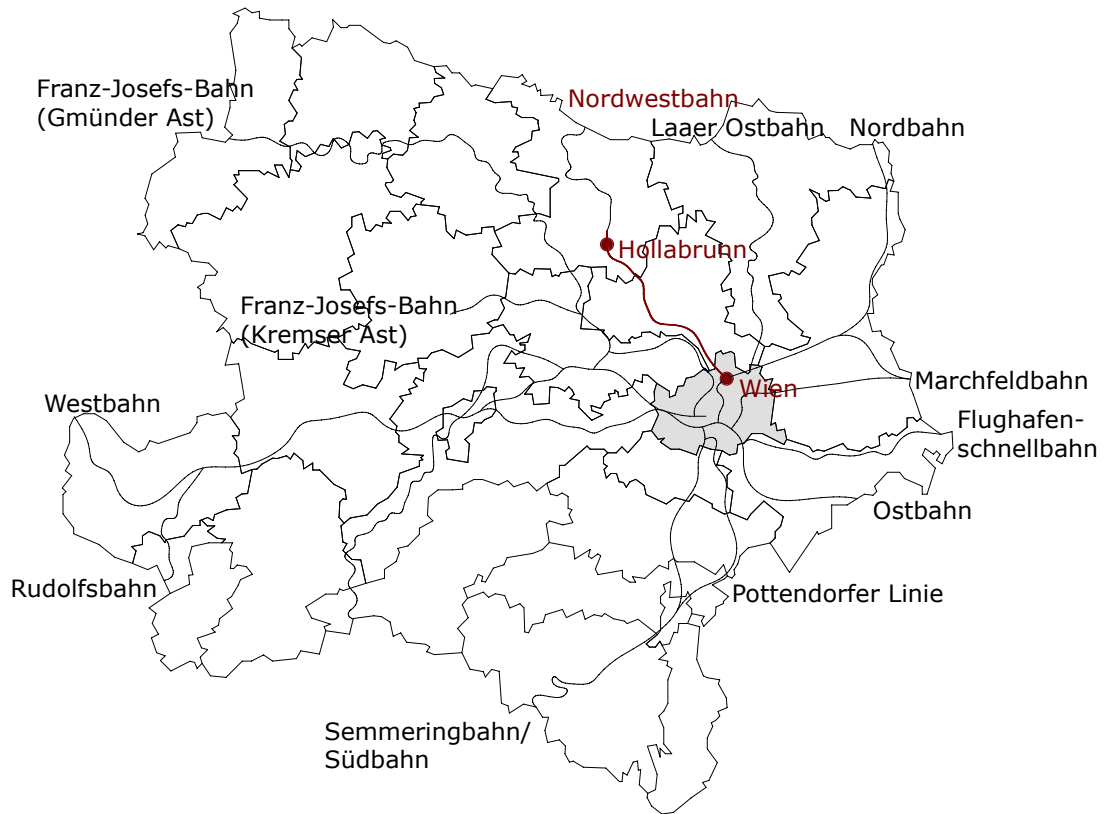 Franz-Josefs-Bahn
(Gmünder Ast)
Nordwestbahn
Laaer Ostbahn
Nordbahn
Hollabrunn
Franz-Josefs-Bahn
(Kremser Ast)
Wien
Marchfeldbahn
Westbahn
Flughafen-
schnellbahn
Ostbahn
Rudolfsbahn
Pottendorfer Linie
Semmeringbahn/
Südbahn